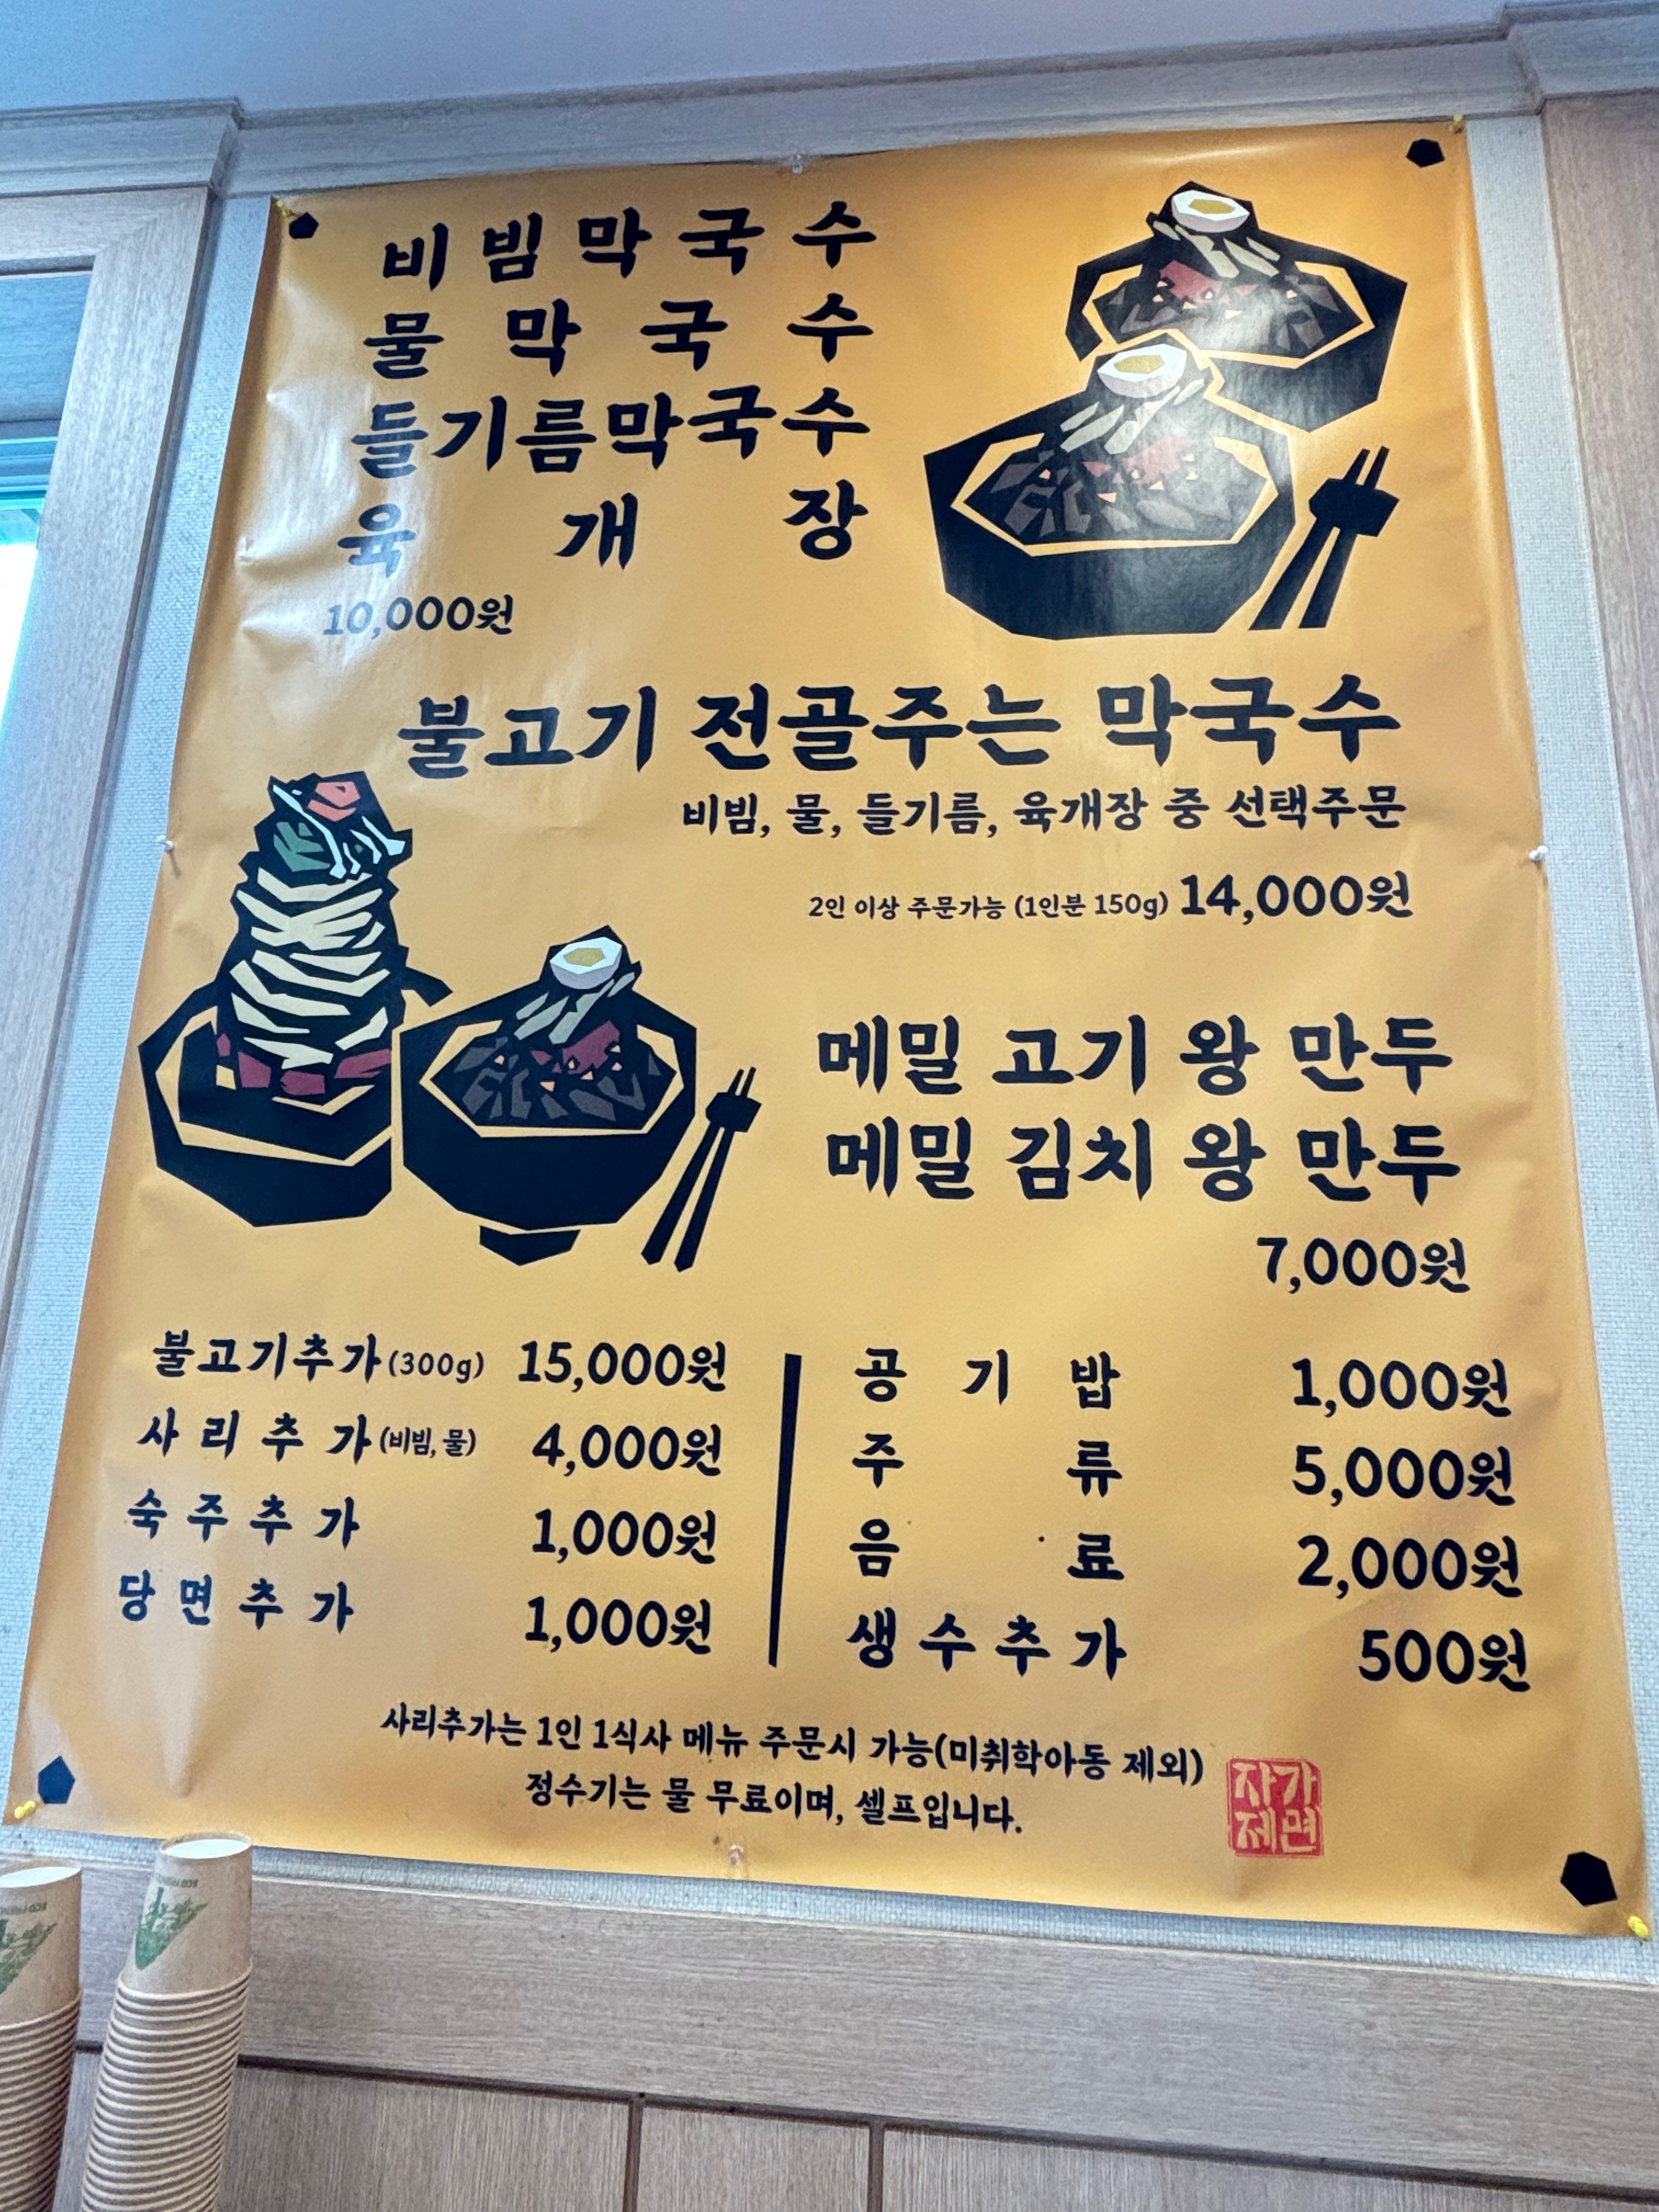 비빔막국수
물막국수
들기름막국수
육개장
10,000원
불고기 전골주는 막국수
비빔, 물, 들기름, 육개장 중 선택주문
2인 이상 주문가능 (1인분 150g) 14,000원
메밀 고기 왕 만두
메밀 김치 왕 만두
7,000원
불고기추가 (300g) 15,000원
사리추가 (비빔, 물) 4,000원
숙주추가 1,000원
당면추가 1,000원
공기밥 1,000원
주류 5,000원
음료 2,000원
생수추가 500원
사리추가는 1인 1식사 메뉴 주문시 가능(미취학아동 제외)
정수기는 물 무료이며, 셀프입니다.
자가
제면